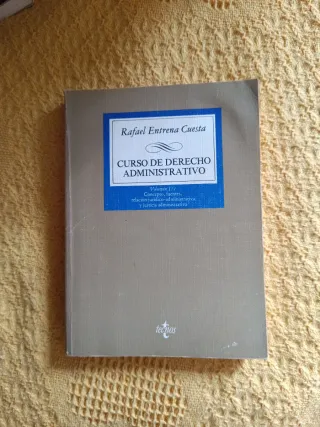 Rafael Entrena Cuesta
CURSO DE DERECHO
ADMINISTRATIVO
Volumen I/1
Concepto, fuentes,
relación jurídico-administrativa
y justicia administrativa
tecnos